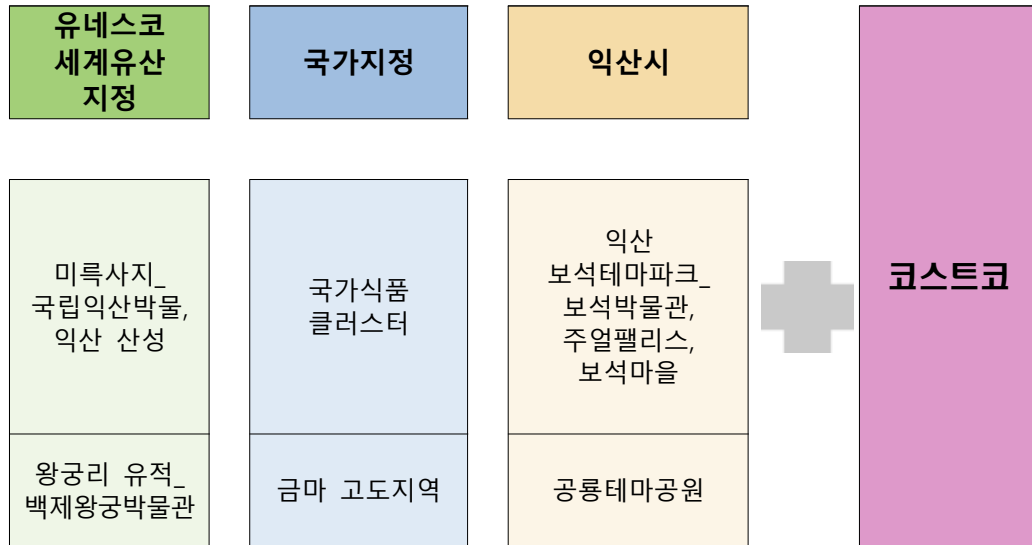 유네스코
세계유산
지정
국가지정
익산시
코스트코
미륵사지_
국립익산박물,
익산 산성
국가식품
클러스터
익산
보석테마파크_
보석박물관,
주얼팰리스,
보석마을
왕궁리 유적_
백제왕궁박물관
금마 고도지역
공룡테마공원